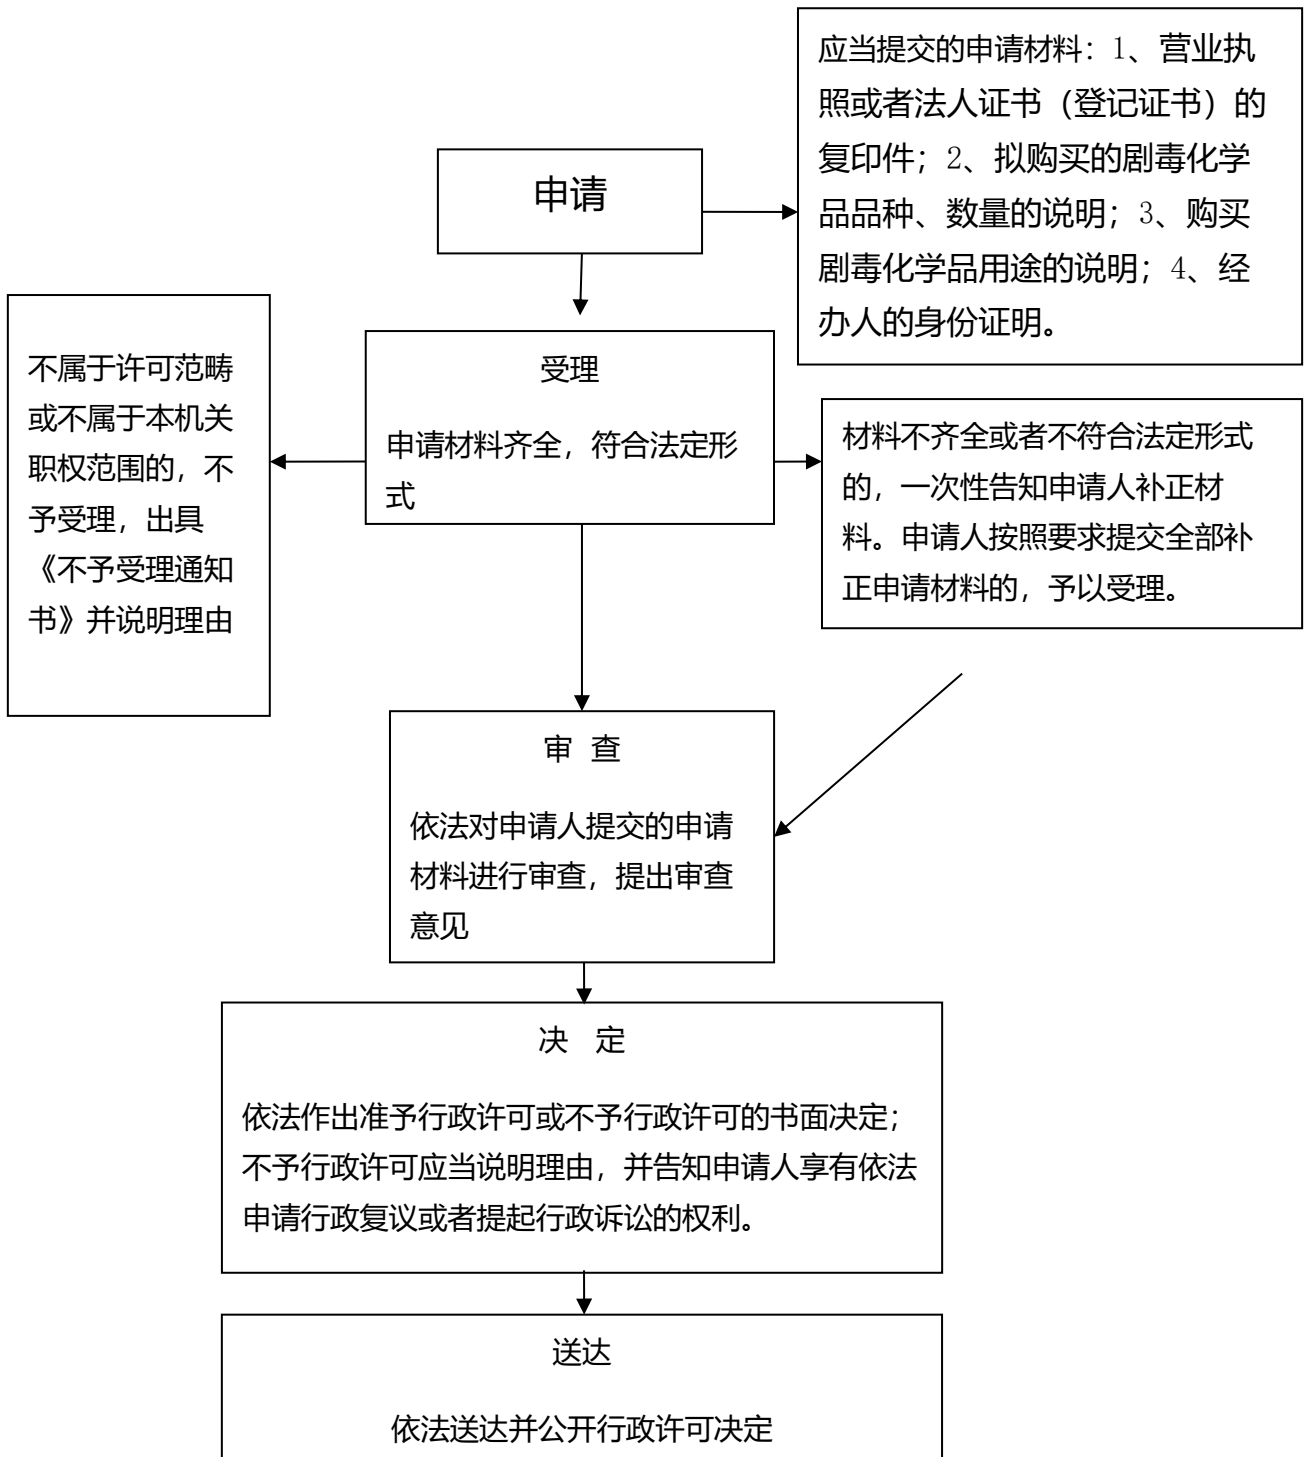 申请
应当提交的申请材料：1、营业执
照或者法人证书（登记证书）的
复印件；2、拟购买的剧毒化学
品品种、数量的说明；3、购买
剧毒化学品用途的说明；4、经
办人的身份证明。
受理
申请材料齐全，符合法定形
式
不属于许可范畴
或不属于本机关
职权范围的，不
予受理，出具
《不予受理通知
书》并说明理由
材料不齐全或者不符合法定形式
的，一次性告知申请人补正材
料。申请人按照要求提交全部补
正申请材料的，予以受理。
审 查
依法对申请人提交的申请
材料进行审查，提出审查
意见
决 定
依法作出准予行政许可或不予行政许可的书面决定；
不予行政许可应当说明理由，并告知申请人享有依法
申请行政复议或者提起行政诉讼的权利。
送达
依法送达并公开行政许可决定